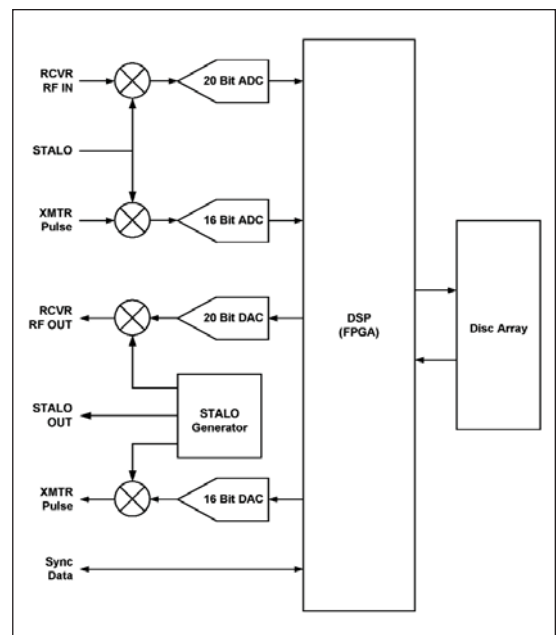 RCVR
RF IN
20 Bit ADC
STALO
XMTR
Pulse
16 Bit ADC
RCVR
RF OUT
20 Bit DAC
DSP
(FPGA)
Disc Array
STALO
OUT
STALO
Generator
XMTR
Pulse
16 Bit DAC
Sync
Data